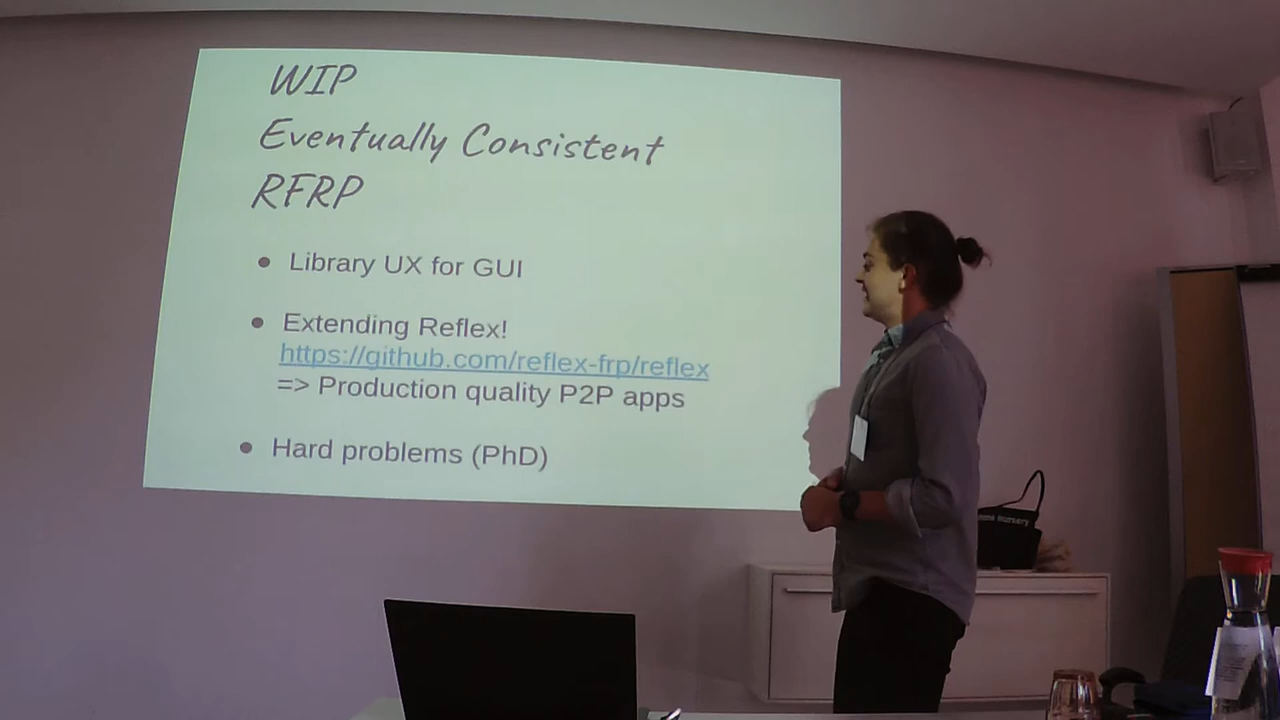 WIP
Eventually Consistent
RFRP
• Library UX for GUI
• Extending Reflex!
https://github.com/reflex-frp/reflex
=> Production quality P2P apps
• Hard problems (PhD)
nursery